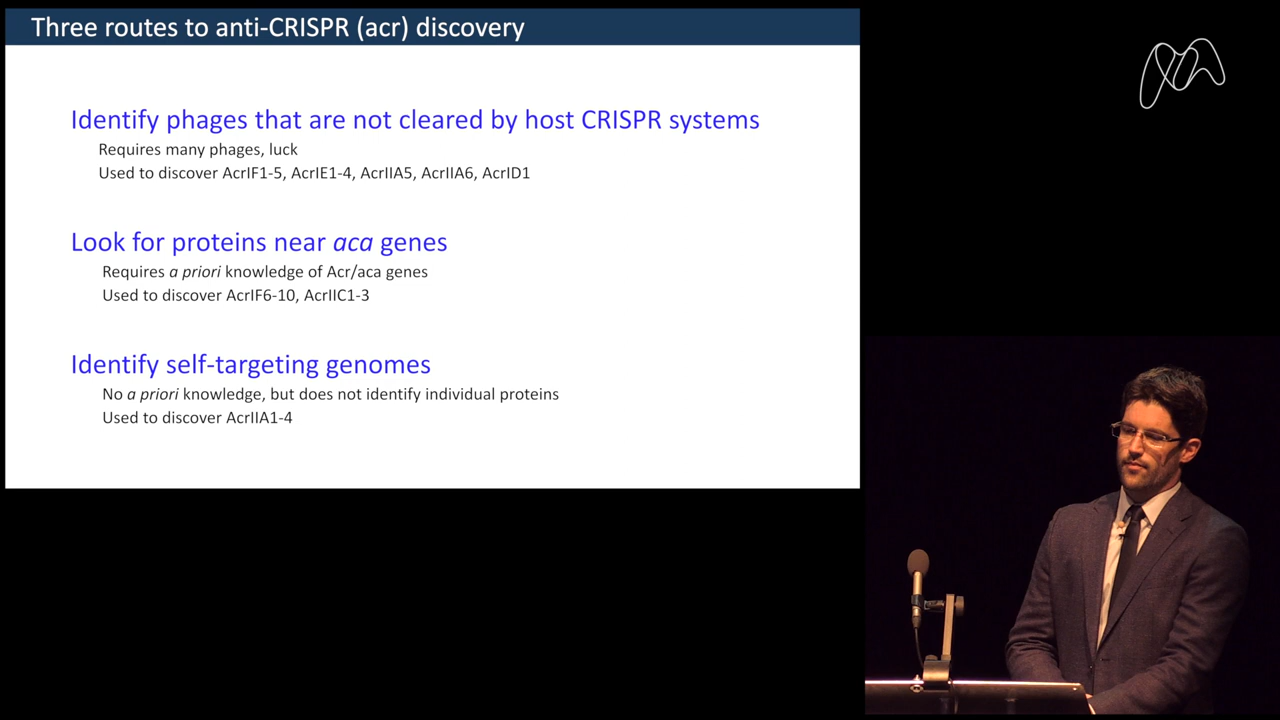 Three routes to anti-CRISPR (acr) discovery
Identify phages that are not cleared by host CRISPR systems
Requires many phages, luck
Used to discover AcrIF1-5, AcrIE1-4, AcrIIA5, AcrIIA6, AcrID1
Look for proteins near aca genes
Requires a priori knowledge of Acr/aca genes
Used to discover AcrIF6-10, AcrIIC1-3
Identify self-targeting genomes
No a priori knowledge, but does not identify individual proteins
Used to discover AcrIIA1-4